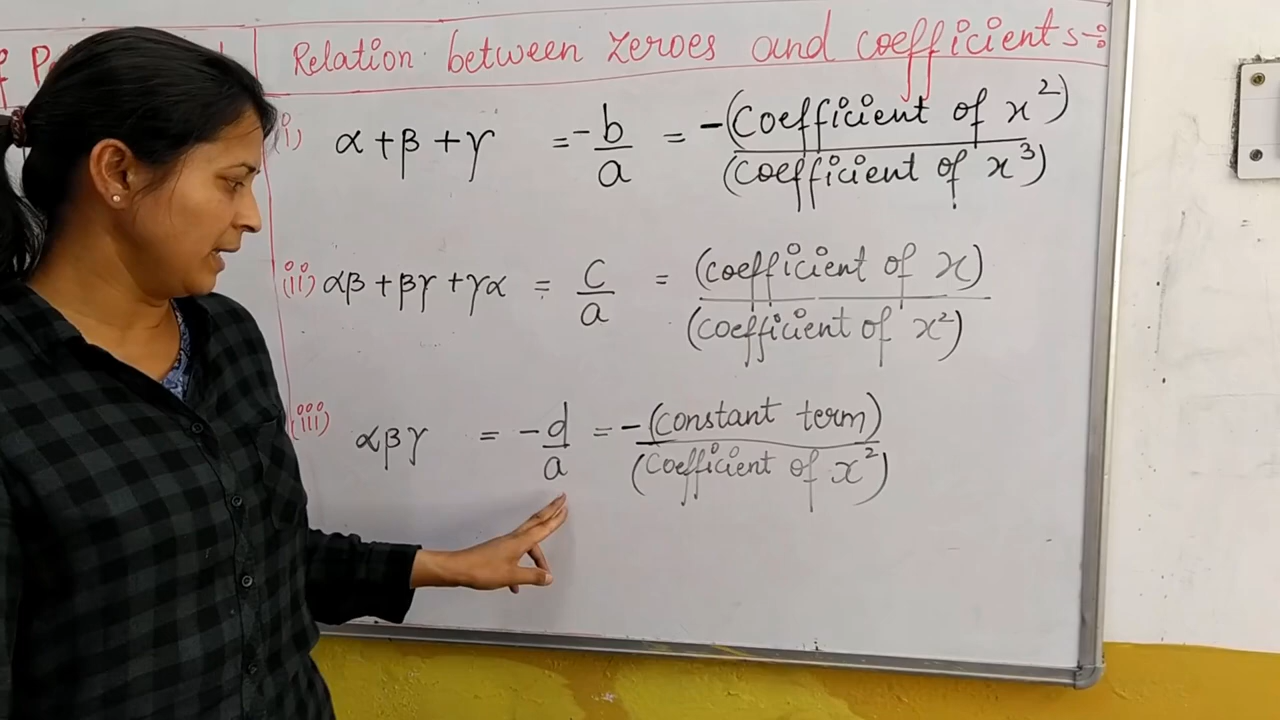 Relation between zeroes and coefficients:-
(i) α+β+γ = -b/a = -(Coefficient of x²)/(Coefficient of x³)
(ii) αβ+βγ+γα = c/a = (coefficient of x)/(coefficient of x²)
(iii) αβγ = -d/a = -(constant term)/(Coefficient of x²)